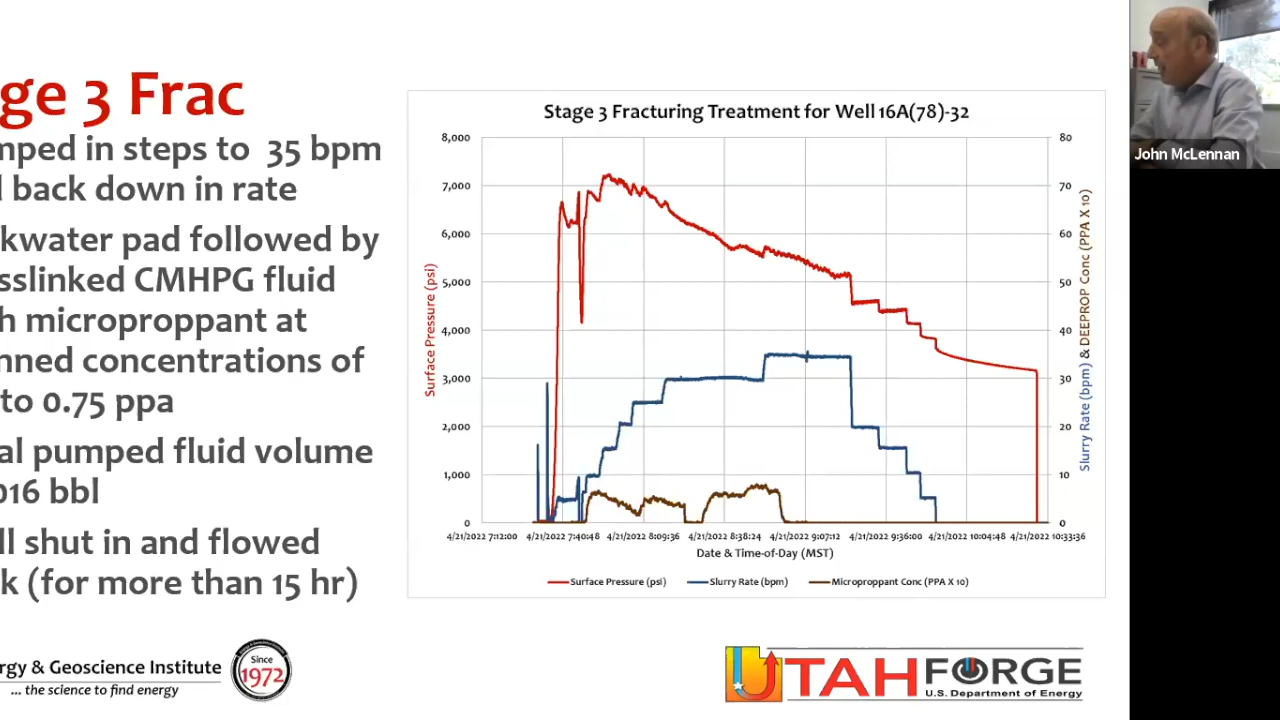 ge 3 Frac
mped in steps to 35 bpm
d back down in rate
kwater pad followed by
sslinked CMHPG fluid
h microproppant at
nned concentrations of
to 0.75 ppa
al pumped fluid volume
016 bbl
ll shut in and flowed
k (for more than 15 hr)
Stage 3 Fracturing Treatment for Well 16A(78)-32
8,000
7,000
6,000
5,000
4,000
3,000
2,000
1,000
0
Surface Pressure (psi)
80
70
60
50
40
30
20
10
0
Slurry Rate (bpm) & DEEPROP Conc (PPA X 10)
4/21/2022 7:12:00 4/21/2022 7:40:48 4/21/2022 8:09:36 4/21/2022 8:38:24 4/21/2022 9:07:12 4/21/2022 9:36:00 4/21/2022 10:04:48 4/21/2022 10:33:36
Date & Time-of-Day (MST)
Surface Pressure (psi) Slurry Rate (bpm) Microproppant Conc (PPA X 10)
rgy & Geoscience Institute
... the science to find energy
Since
1972
UTAH FORGE
U.S. Department of Energy
John McLennan